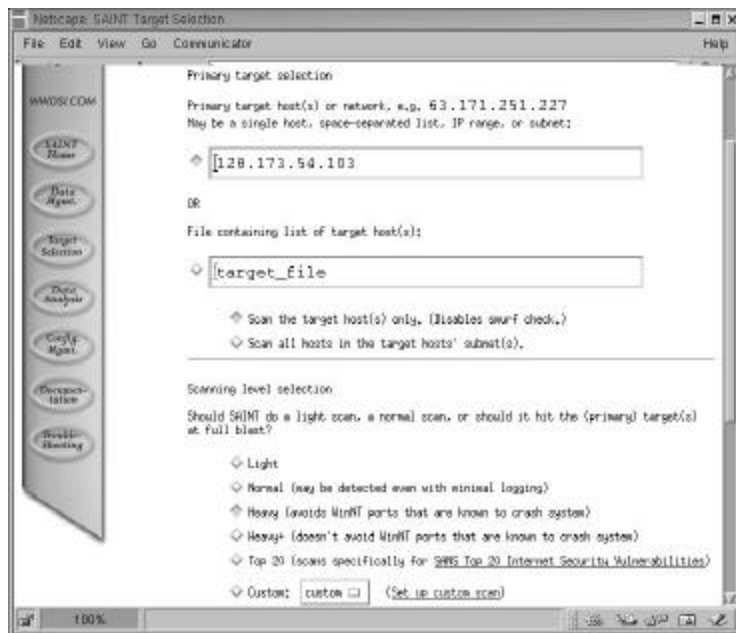 Netscape: SAINT Target Selection
File Edit View Go Communicator Help
WWDSI.COM
SAINT Home
Data Mgmt.
Target Selection
Data Analysis
Config. Mgmt.
Documen-tation
Trouble-Shooting
Primary target selection
Primary target host(s) or network, e.g. 63.171.251.227
May be a single host, space-separated list, IP range, or subnet:
128.173.54.103
OR
File containing list of target host(s):
target_file
Scan the target host(s) only. (Disables smurf check.)
Scan all hosts in the target hosts' subnet(s).
Scanning level selection
Should SAINT do a light scan, a normal scan, or should it hit the (primary) target(s)
at full blast?
Light
Normal (may be detected even with minimal logging)
Heavy (avoids WinNT ports that are known to crash system)
Heavy+ (doesn't avoid WinNT ports that are known to crash system)
Top 20 (scans specifically for SANS Top 20 Internet Security Vulnerabilities)
Custom: custom (Set up custom scan)
100%